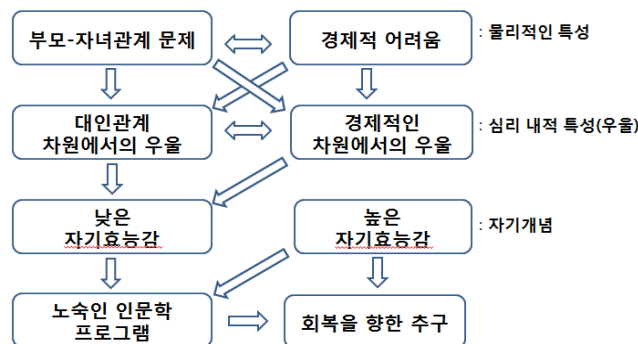 부모-자녀관계 문제
경제적 어려움
: 물리적인 특성
대인관계
차원에서의 우울
경제적인
차원에서의 우울
: 심리 내적 특성(우울)
낮은
자기효능감
높은
자기효능감
: 자기개념
노숙인 인문학
프로그램
회복을 향한 추구